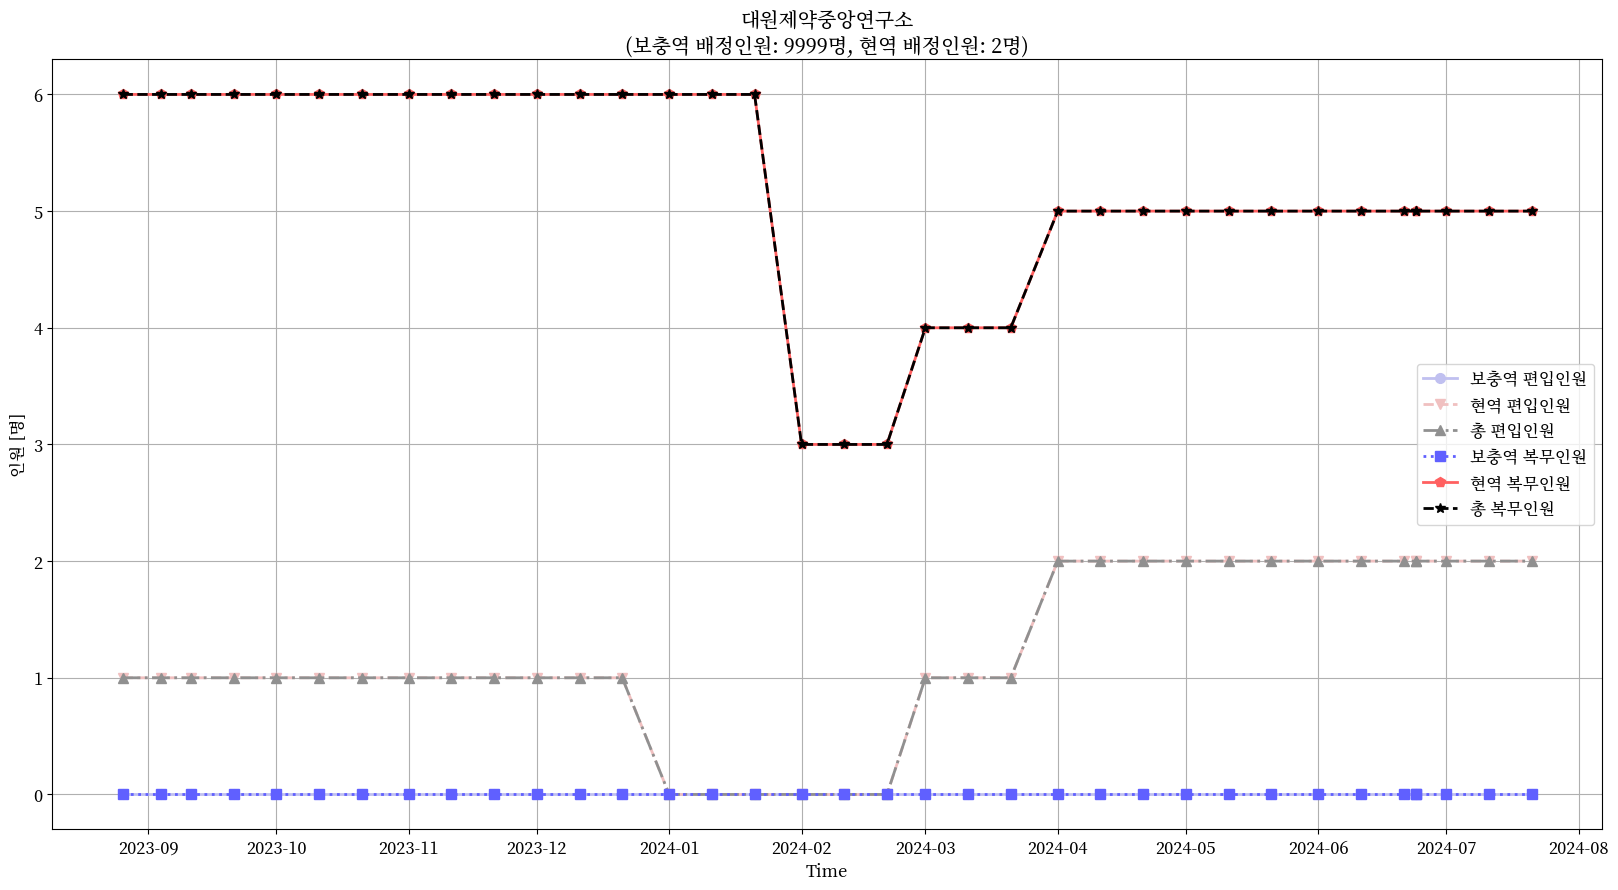 대원제약중앙연구소
(보충역 배정인원: 9999명, 현역 배정인원: 2명)
인원 [명]
6
5
4
3
2
1
0
보충역 편입인원
현역 편입인원
총 편입인원
보충역 복무인원
현역 복무인원
총 복무인원
2023-09 2023-10 2023-11 2023-12 2024-01 2024-02 2024-03 2024-04 2024-05 2024-06 2024-07 2024-08
Time